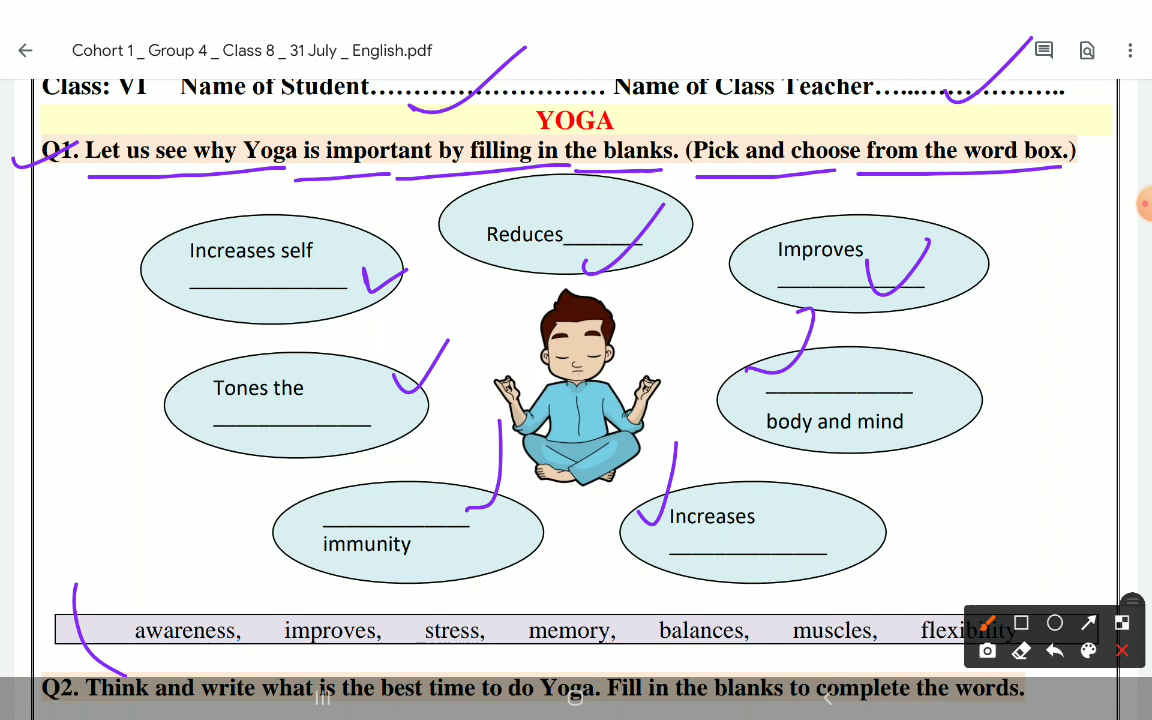 Cohort 1 _ Group 4 _ Class 8 _ 31 July _ English.pdf
Class: VI Name of Student……………………… Name of Class Teacher…...……………..
YOGA
Q1. Let us see why Yoga is important by filling in the blanks. (Pick and choose from the word box.)
Reduces_______
Increases self
______________
Improves
_____________
Tones the
______________
_____________
body and mind
_____________
immunity
Increases
______________
awareness, improves, stress, memory, balances, muscles, flexibility
Q2. Think and write what is the best time to do Yoga. Fill in the blanks to complete the words.